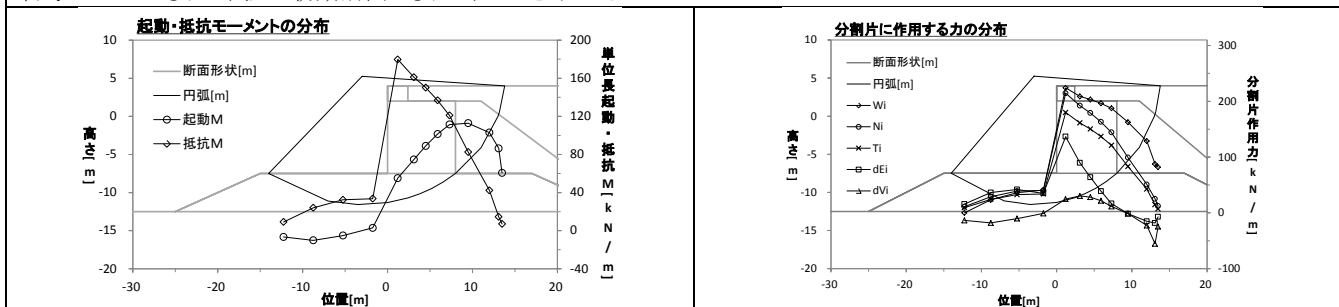 起動・抵抗モーメントの分布
10
5
0
-5
-10
-15
-20
高さ[m]
断面形状[m]
円弧[m]
起動M
抵抗M
200
160
120
80
40
0
-40
単位長起動・抵抗M[kN/m]
-30
-20
-10
0
10
20
位置[m]
分割片に作用する力の分布
10
5
0
-5
-10
-15
-20
高さ[m]
断面形状[m]
円弧[m]
Wi
Ni
Ti
dEi
dVi
300
200
100
0
-100
分割片作用力[kN/m]
-30
-20
-10
0
10
20
位置[m]